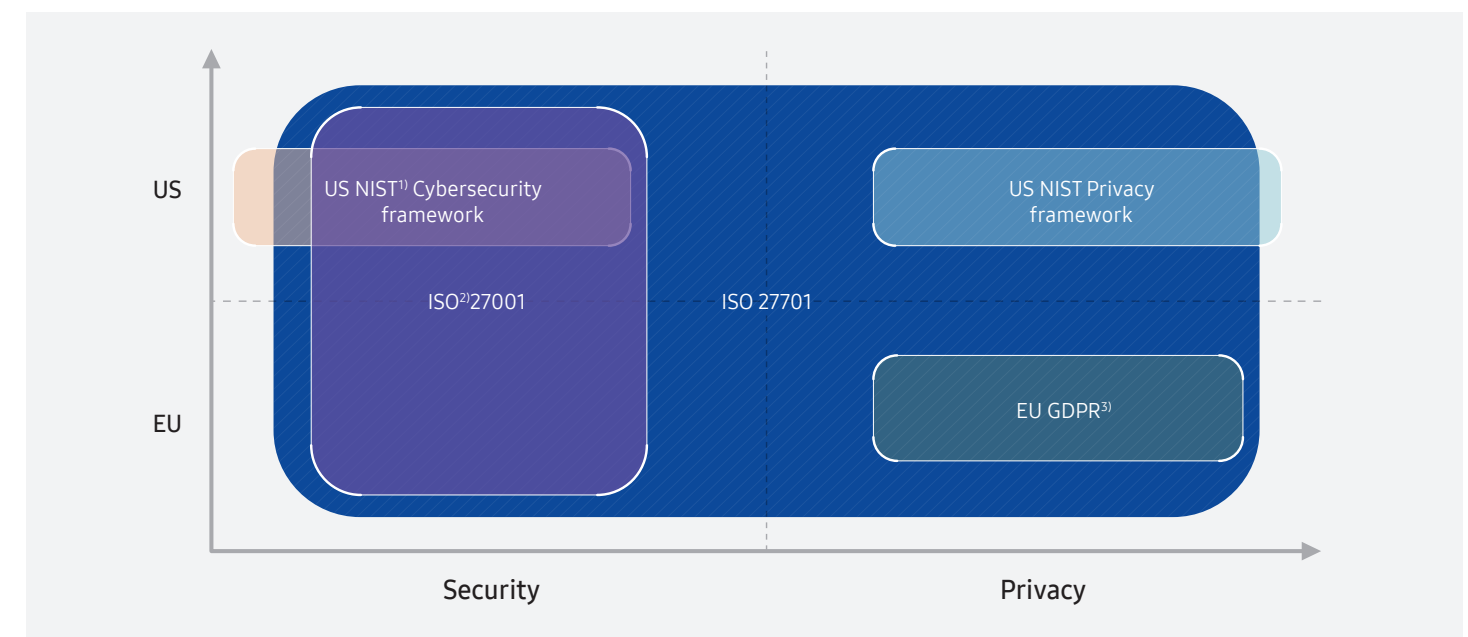 US
US NIST¹⁾ Cybersecurity
framework
US NIST Privacy
framework
ISO²⁾27001
ISO 27701
EU
EU GDPR³⁾
Security
Privacy